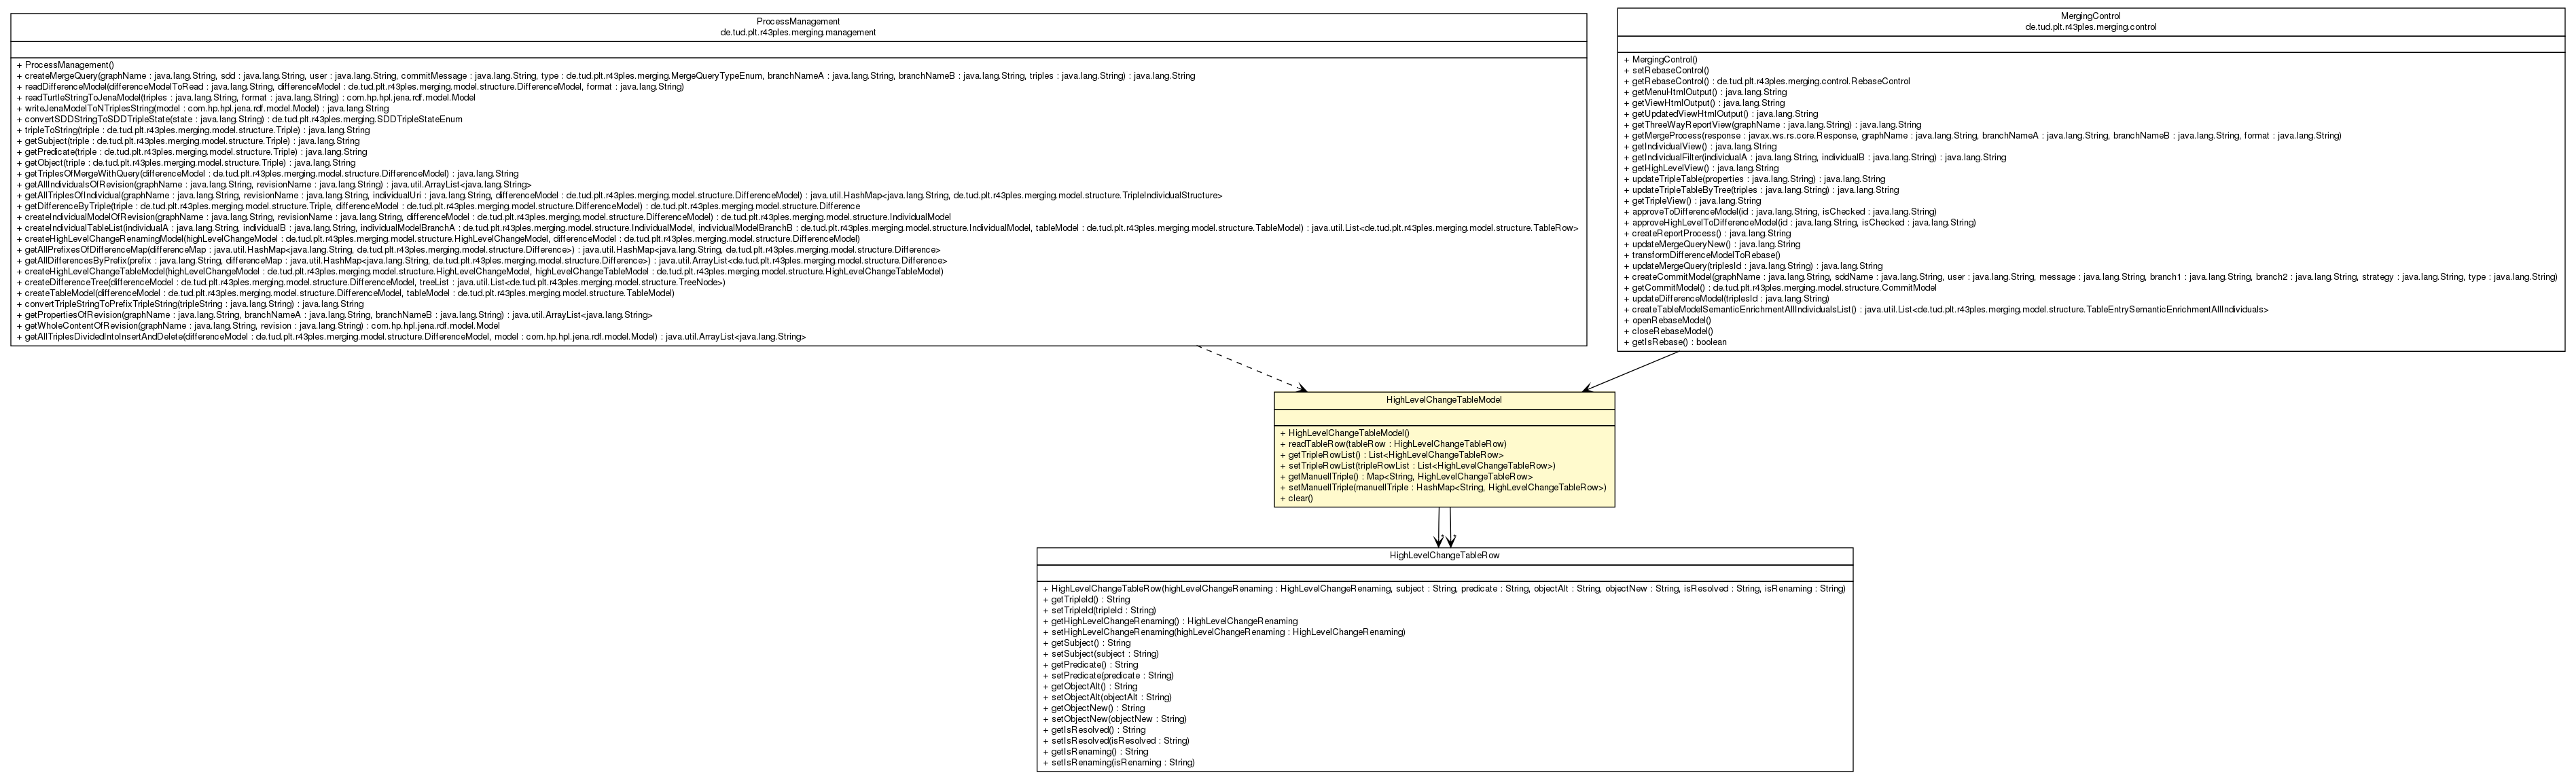 ProcessManagement
de.tud.plt.r43ples.merging.management
+ ProcessManagement()
+ createMergeQuery(graphName : java.lang.String, sdd : java.lang.String, user : java.lang.String, commitMessage : java.lang.String, type : de.tud.plt.r43ples.merging.MergeQueryTypeEnum, branchNameA : java.lang.String, branchNameB : java.lang.String, triples : java.lang.String) : java.lang.String
+ readDifferenceModel(differenceModelToRead : java.lang.String, differenceModel : de.tud.plt.r43ples.merging.model.structure.DifferenceModel, format : java.lang.String)
+ readTurtleStringToJenaModel(triples : java.lang.String, format : java.lang.String) : com.hp.hpl.jena.rdf.model.Model
+ writeJenaModelToNTriplesString(model : com.hp.hpl.jena.rdf.model.Model) : java.lang.String
+ convertSDDStringToSDDTripleState(state : java.lang.String) : de.tud.plt.r43ples.merging.SDDTripleStateEnum
+ tripleToString(triple : de.tud.plt.r43ples.merging.model.structure.Triple) : java.lang.String
+ getSubject(triple : de.tud.plt.r43ples.merging.model.structure.Triple) : java.lang.String
+ getPredicate(triple : de.tud.plt.r43ples.merging.model.structure.Triple) : java.lang.String
+ getObject(triple : de.tud.plt.r43ples.merging.model.structure.Triple) : java.lang.String
+ getTriplesOfMergeWithQuery(differenceModel : de.tud.plt.r43ples.merging.model.structure.DifferenceModel) : java.lang.String
+ getAllIndividualsOfRevision(graphName : java.lang.String, revisionName : java.lang.String) : java.util.ArrayList<java.lang.String>
+ getAllTriplesOfIndividual(graphName : java.lang.String, revisionName : java.lang.String, individualUri : java.lang.String, differenceModel : de.tud.plt.r43ples.merging.model.structure.DifferenceModel) : java.util.HashMap<java.lang.String, de.tud.plt.r43ples.merging.model.structure.TripleIndividualStructure>
+ getDifferenceByTriple(triple : de.tud.plt.r43ples.merging.model.structure.Triple, differenceModel : de.tud.plt.r43ples.merging.model.structure.DifferenceModel) : de.tud.plt.r43ples.merging.model.structure.Difference
+ createIndividualModelOfRevision(graphName : java.lang.String, revisionName : java.lang.String, differenceModel : de.tud.plt.r43ples.merging.model.structure.DifferenceModel) : de.tud.plt.r43ples.merging.model.structure.IndividualModel
+ createIndividualTableList(individualA : java.lang.String, individualB : java.lang.String, individualModelBranchA : de.tud.plt.r43ples.merging.model.structure.IndividualModel, individualModelBranchB : de.tud.plt.r43ples.merging.model.structure.IndividualModel, tableModel : de.tud.plt.r43ples.merging.model.structure.TableModel) : java.util.List<de.tud.plt.r43ples.merging.model.structure.TableRow>
+ createHighLevelChangeRenamingModel(highLevelChangeModel : de.tud.plt.r43ples.merging.model.structure.HighLevelChangeModel, differenceModel : de.tud.plt.r43ples.merging.model.structure.DifferenceModel)
+ getAllPrefixesOfDifferenceMap(differenceMap : java.util.HashMap<java.lang.String, de.tud.plt.r43ples.merging.model.structure.Difference>) : java.util.HashMap<java.lang.String, de.tud.plt.r43ples.merging.model.structure.Difference>
+ getAllDifferencesByPrefix(prefix : java.lang.String, differenceMap : java.util.HashMap<java.lang.String, de.tud.plt.r43ples.merging.model.structure.Difference>) : java.util.ArrayList<de.tud.plt.r43ples.merging.model.structure.Difference>
+ createHighLevelChangeTableModel(highLevelChangeModel : de.tud.plt.r43ples.merging.model.structure.HighLevelChangeModel, highLevelChangeTableModel : de.tud.plt.r43ples.merging.model.structure.HighLevelChangeTableModel)
+ createDifferenceTree(differenceModel : de.tud.plt.r43ples.merging.model.structure.DifferenceModel, treeList : java.util.List<de.tud.plt.r43ples.merging.model.structure.TreeNode>)
+ createTableModel(differenceModel : de.tud.plt.r43ples.merging.model.structure.DifferenceModel, tableModel : de.tud.plt.r43ples.merging.model.structure.TableModel)
+ convertTripleStringToPrefixTripleString(tripleString : java.lang.String) : java.lang.String
+ getPropertiesOfRevision(graphName : java.lang.String, branchNameA : java.lang.String, branchNameB : java.lang.String) : java.util.ArrayList<java.lang.String>
+ getWholeContentOfRevision(graphName : java.lang.String, revision : java.lang.String) : com.hp.hpl.jena.rdf.model.Model
+ getAllTriplesDividedIntoInsertAndDelete(differenceModel : de.tud.plt.r43ples.merging.model.structure.DifferenceModel, model : com.hp.hpl.jena.rdf.model.Model) : java.util.ArrayList<java.lang.String>
MergingControl
de.tud.plt.r43ples.merging.control
+ MergingControl()
+ setRebaseControl()
+ getRebaseControl() : de.tud.plt.r43ples.merging.control.RebaseControl
+ getMenuHtmlOutput() : java.lang.String
+ getViewHtmlOutput() : java.lang.String
+ getUpdatedViewHtmlOutput() : java.lang.String
+ getThreeWayReportView(graphName : java.lang.String) : java.lang.String
+ getMergeProcess(response : javax.ws.rs.core.Response, graphName : java.lang.String, branchNameA : java.lang.String, branchNameB : java.lang.String, format : java.lang.String)
+ getIndividualView() : java.lang.String
+ getIndividualFilter(individualA : java.lang.String, individualB : java.lang.String) : java.lang.String
+ getHighLevelView() : java.lang.String
+ updateTripleTable(properties : java.lang.String) : java.lang.String
+ updateTripleTableByTree(triples : java.lang.String) : java.lang.String
+ getTripleView() : java.lang.String
+ approveToDifferenceModel(id : java.lang.String, isChecked : java.lang.String)
+ approveHighLevelToDifferenceModel(id : java.lang.String, isChecked : java.lang.String)
+ createReportProcess() : java.lang.String
+ updateMergeQueryNew() : java.lang.String
+ transformDifferenceModelToRebase()
+ updateMergeQuery(triplesId : java.lang.String) : java.lang.String
+ createCommitModel(graphName : java.lang.String, sddName : java.lang.String, user : java.lang.String, message : java.lang.String, branch1 : java.lang.String, branch2 : java.lang.String, strategy : java.lang.String, type : java.lang.String)
+ getCommitModel() : de.tud.plt.r43ples.merging.model.structure.CommitModel
+ updateDifferenceModel(triplesId : java.lang.String)
+ createTableModelSemanticEnrichmentAllIndividualsList() : java.util.List<de.tud.plt.r43ples.merging.model.structure.TableEntrySemanticEnrichmentAllIndividuals>
+ openRebaseModel()
+ closeRebaseModel()
+ getIsRebase() : boolean
HighLevelChangeTableModel
+ HighLevelChangeTableModel()
+ readTableRow(tableRow : HighLevelChangeTableRow)
+ getTripleRowList() : List<HighLevelChangeTableRow>
+ setTripleRowList(tripleRowList : List<HighLevelChangeTableRow>)
+ getManuellTriple() : Map<String, HighLevelChangeTableRow>
+ setManuellTriple(manuellTriple : HashMap<String, HighLevelChangeTableRow>)
+ clear()
HighLevelChangeTableRow
+ HighLevelChangeTableRow(highLevelChangeRenaming : HighLevelChangeRenaming, subject : String, predicate : String, objectAlt : String, objectNew : String, isResolved : String, isRenaming : String)
+ getTripleId() : String
+ setTripleId(tripleId : String)
+ getHighLevelChangeRenaming() : HighLevelChangeRenaming
+ setHighLevelChangeRenaming(highLevelChangeRenaming : HighLevelChangeRenaming)
+ getSubject() : String
+ setSubject(subject : String)
+ getPredicate() : String
+ setPredicate(predicate : String)
+ getObjectAlt() : String
+ setObjectAlt(objectAlt : String)
+ getObjectNew() : String
+ setObjectNew(objectNew : String)
+ getIsResolved() : String
+ setIsResolved(isResolved : String)
+ getIsRenaming() : String
+ setIsRenaming(isRenaming : String)